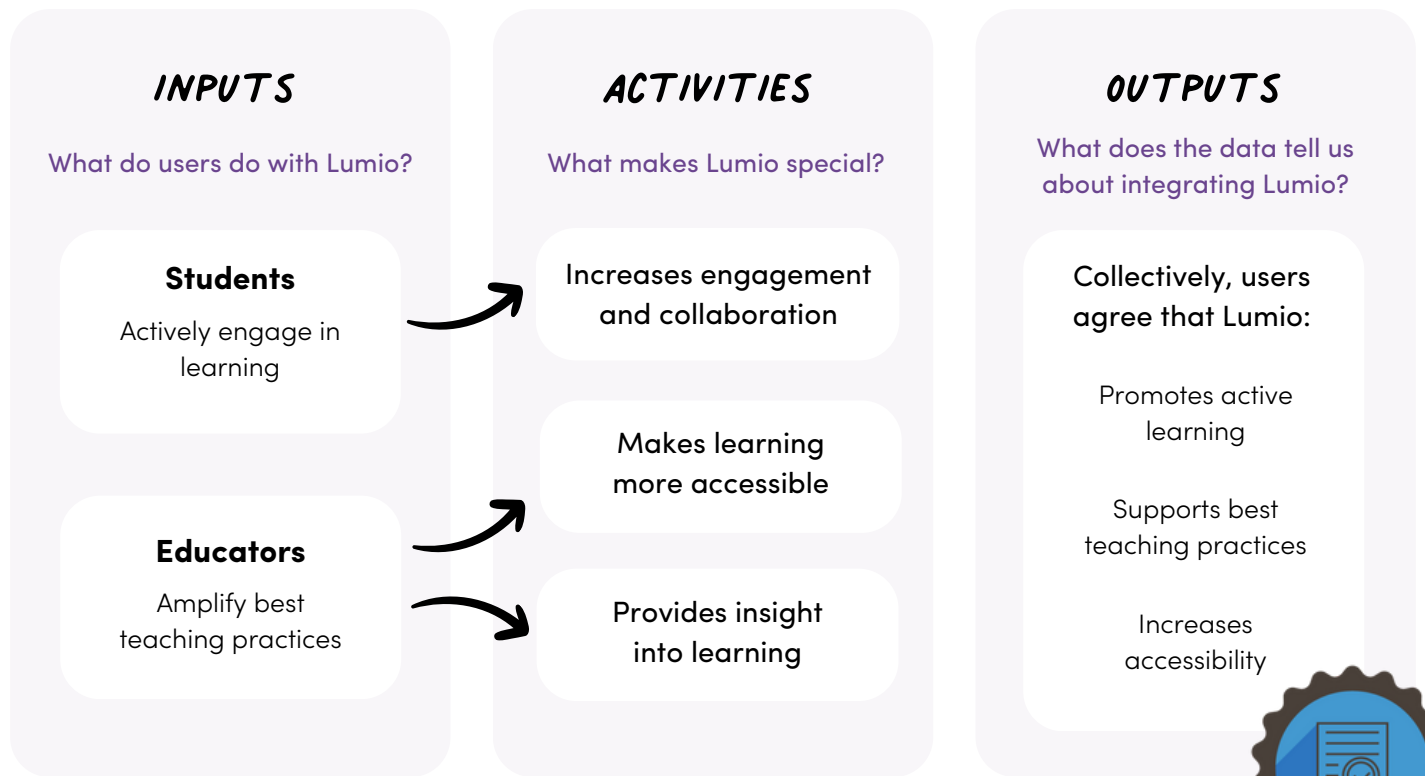 INPUTS
What do users do with Lumio?
Students
Actively engage in
learning
Educators
Amplify best
teaching practices
ACTIVITIES
What makes Lumio special?
Increases engagement
and collaboration
Makes learning
more accessible
Provides insight
into learning
OUTPUTS
What does the data tell us
about integrating Lumio?
Collectively, users
agree that Lumio:
Promotes active
learning
Supports best
teaching practices
Increases
accessibility